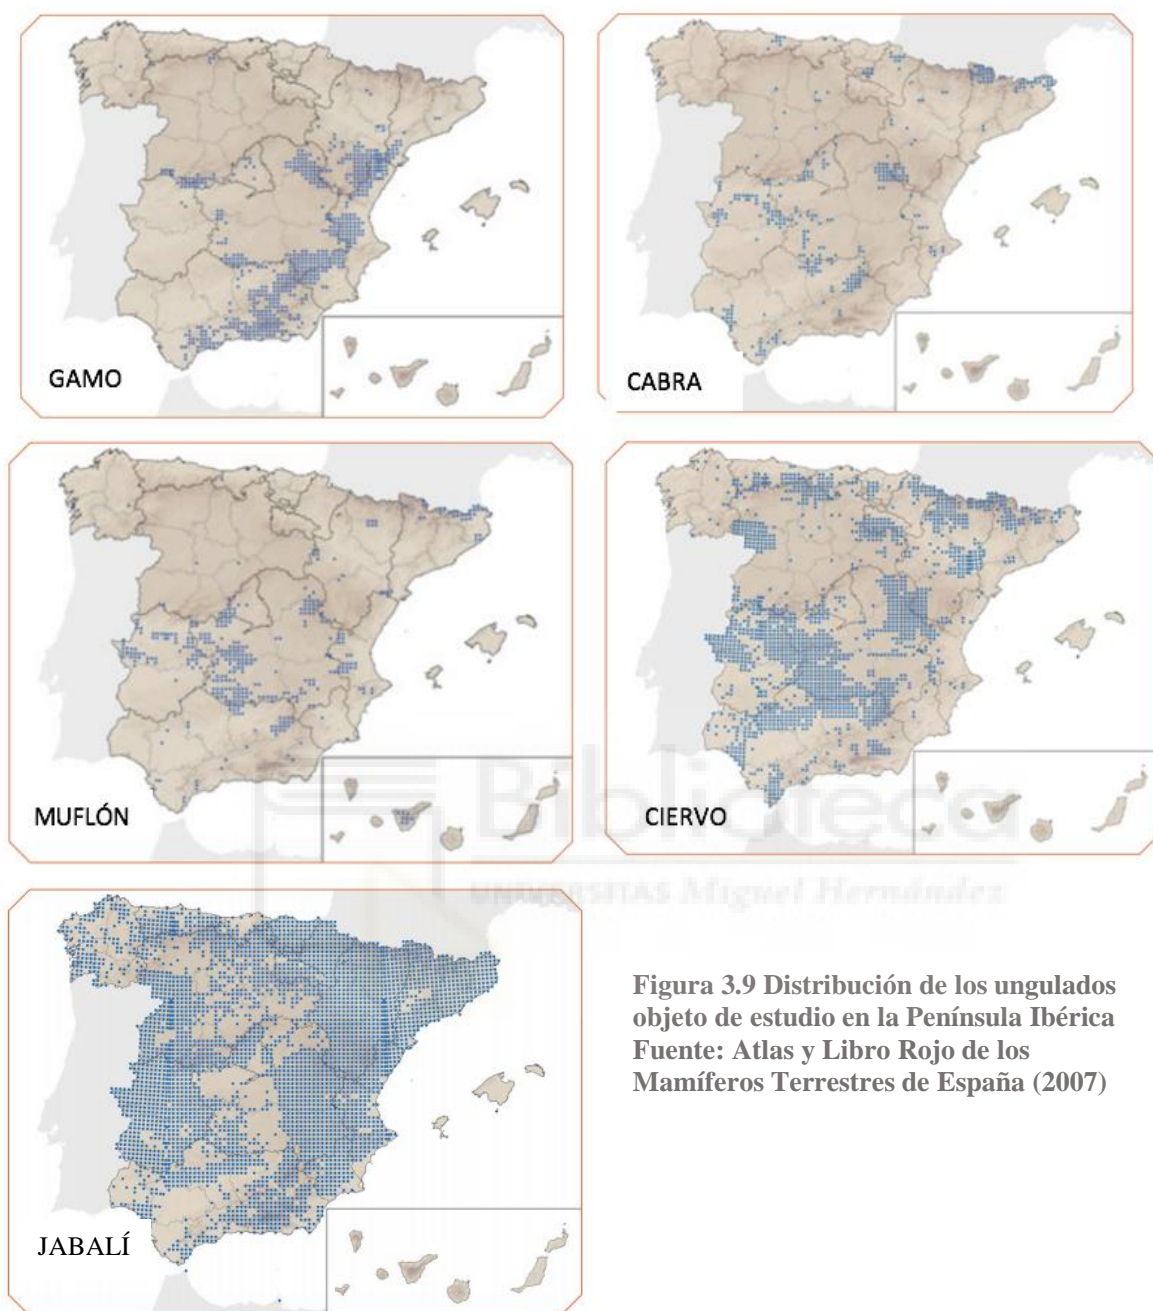 GAMO
CABRA
MUFLÓN
CIERVO
Biblioteca
UNIVERSITAS Miguel Hernández
JABALÍ
Figura 3.9 Distribución de los ungulados
objeto de estudio en la Península Ibérica
Fuente: Atlas y Libro Rojo de los
Mamíferos Terrestres de España (2007)